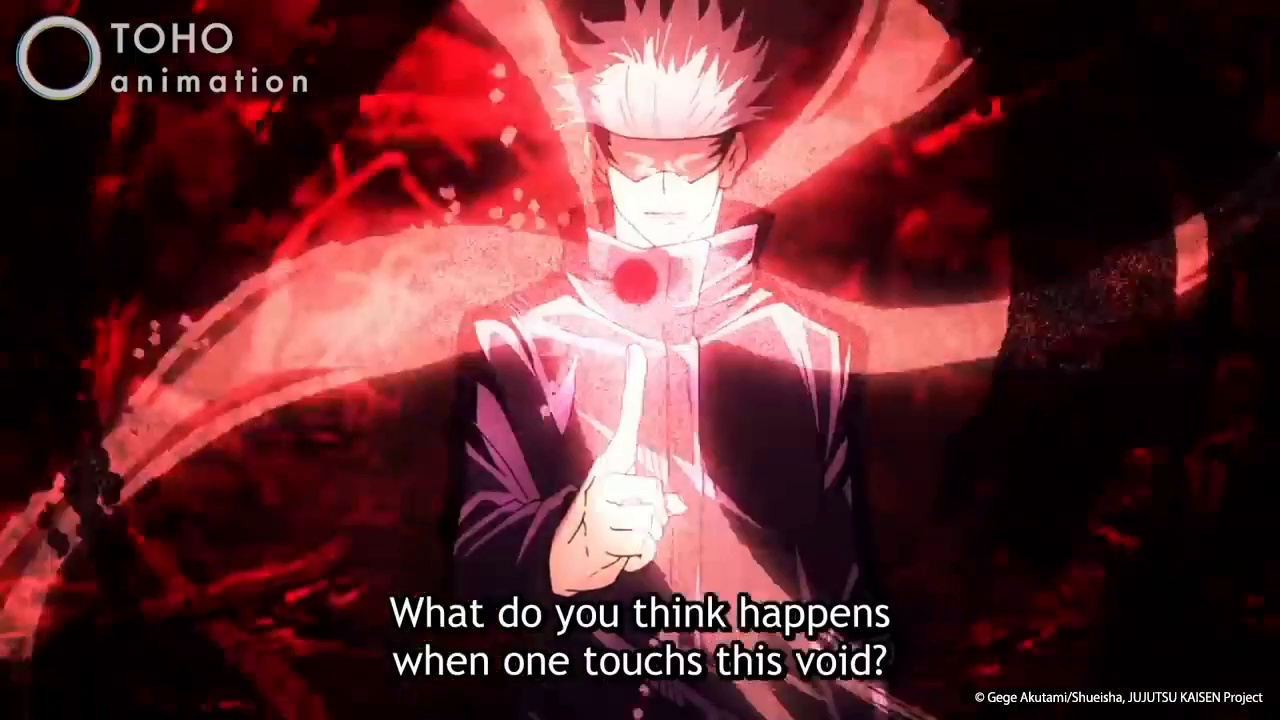 TOHO
animation
What do you think happens
when one touchs this void?
© Gege Akutami/Shueisha, JUJUTSU KAISEN Project